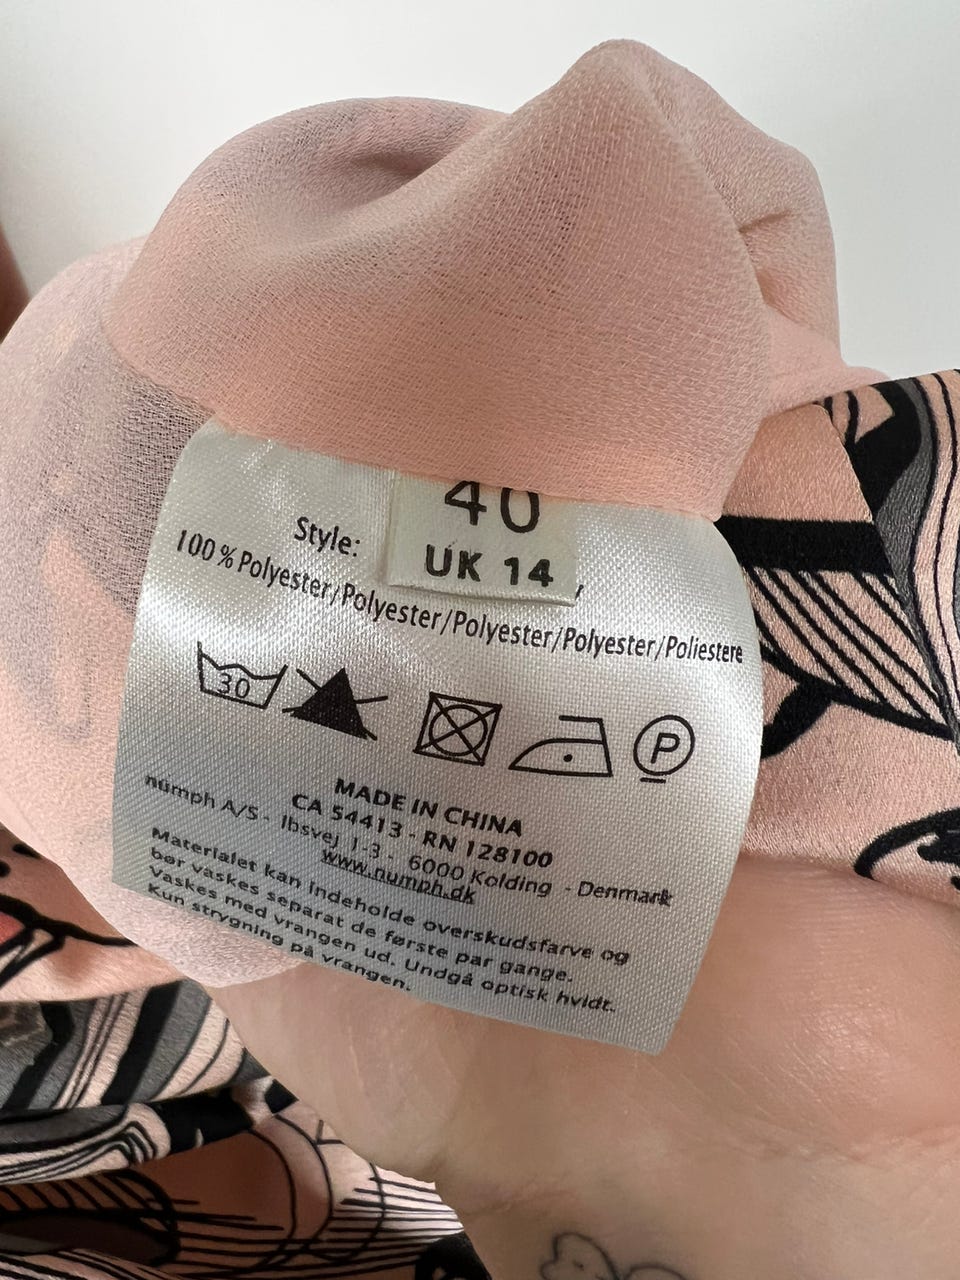 40
UK 14
Style:
100% Polyester/Polyester/Polyester/Polyester/Poliestere
30
P
MADE IN CHINA
CA 54413 - RN 128100
nümph A/S - Ibsvej 1-3 - 6000 Kolding - Denmark
www.numph.dk
Materialet kan indeholde overskudsfarve og
bør vaskes separat de første par gange.
Vaskes med vrangen ud. Undgå optisk hvidt.
Kun strygning på vrangen.